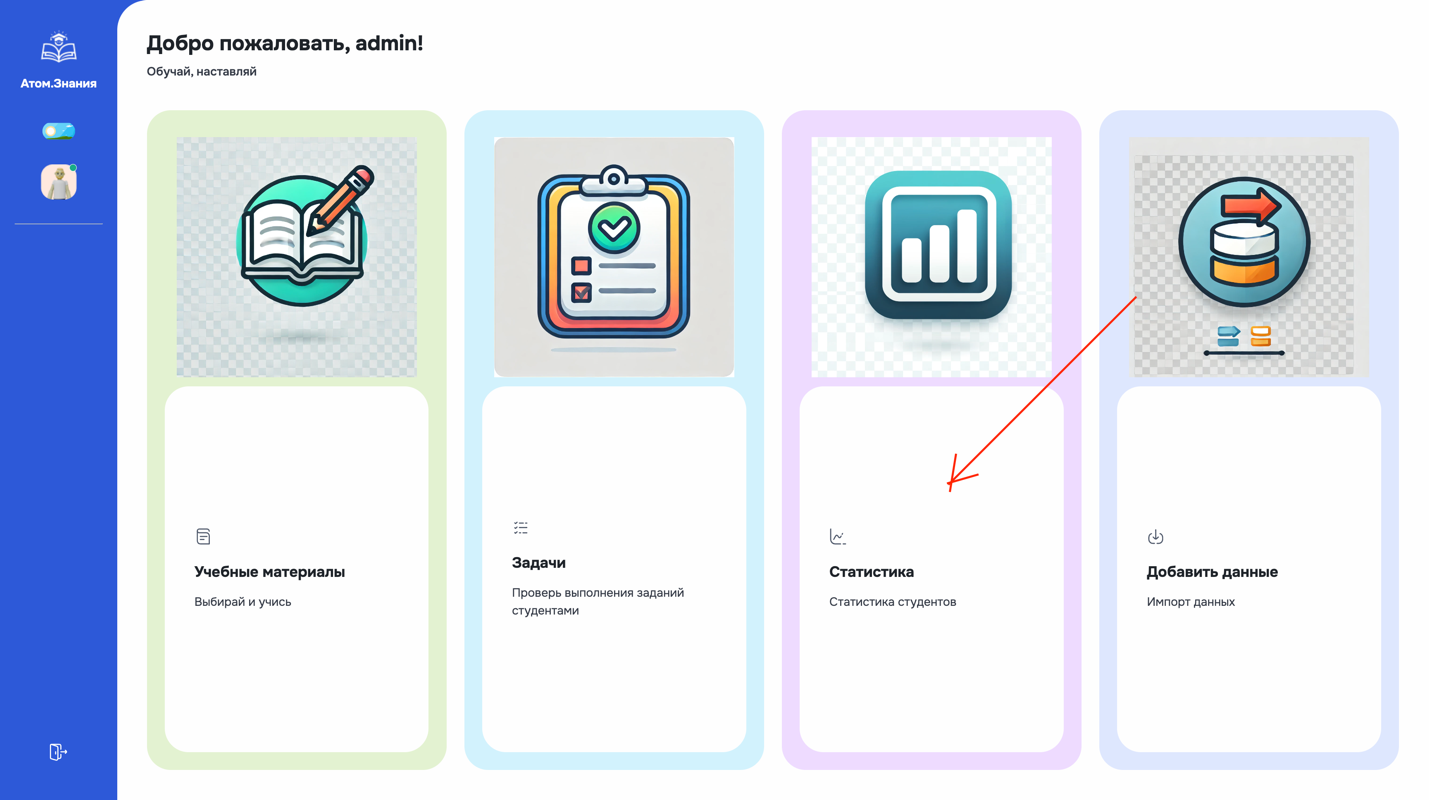 Атом.Знания
Добро пожаловать, admin!
Обучай, наставляй
Учебные материалы
Выбирай и учись
Задачи
Проверь выполнения заданий
студентами
Статистика
Статистика студентов
Добавить данные
Импорт данных